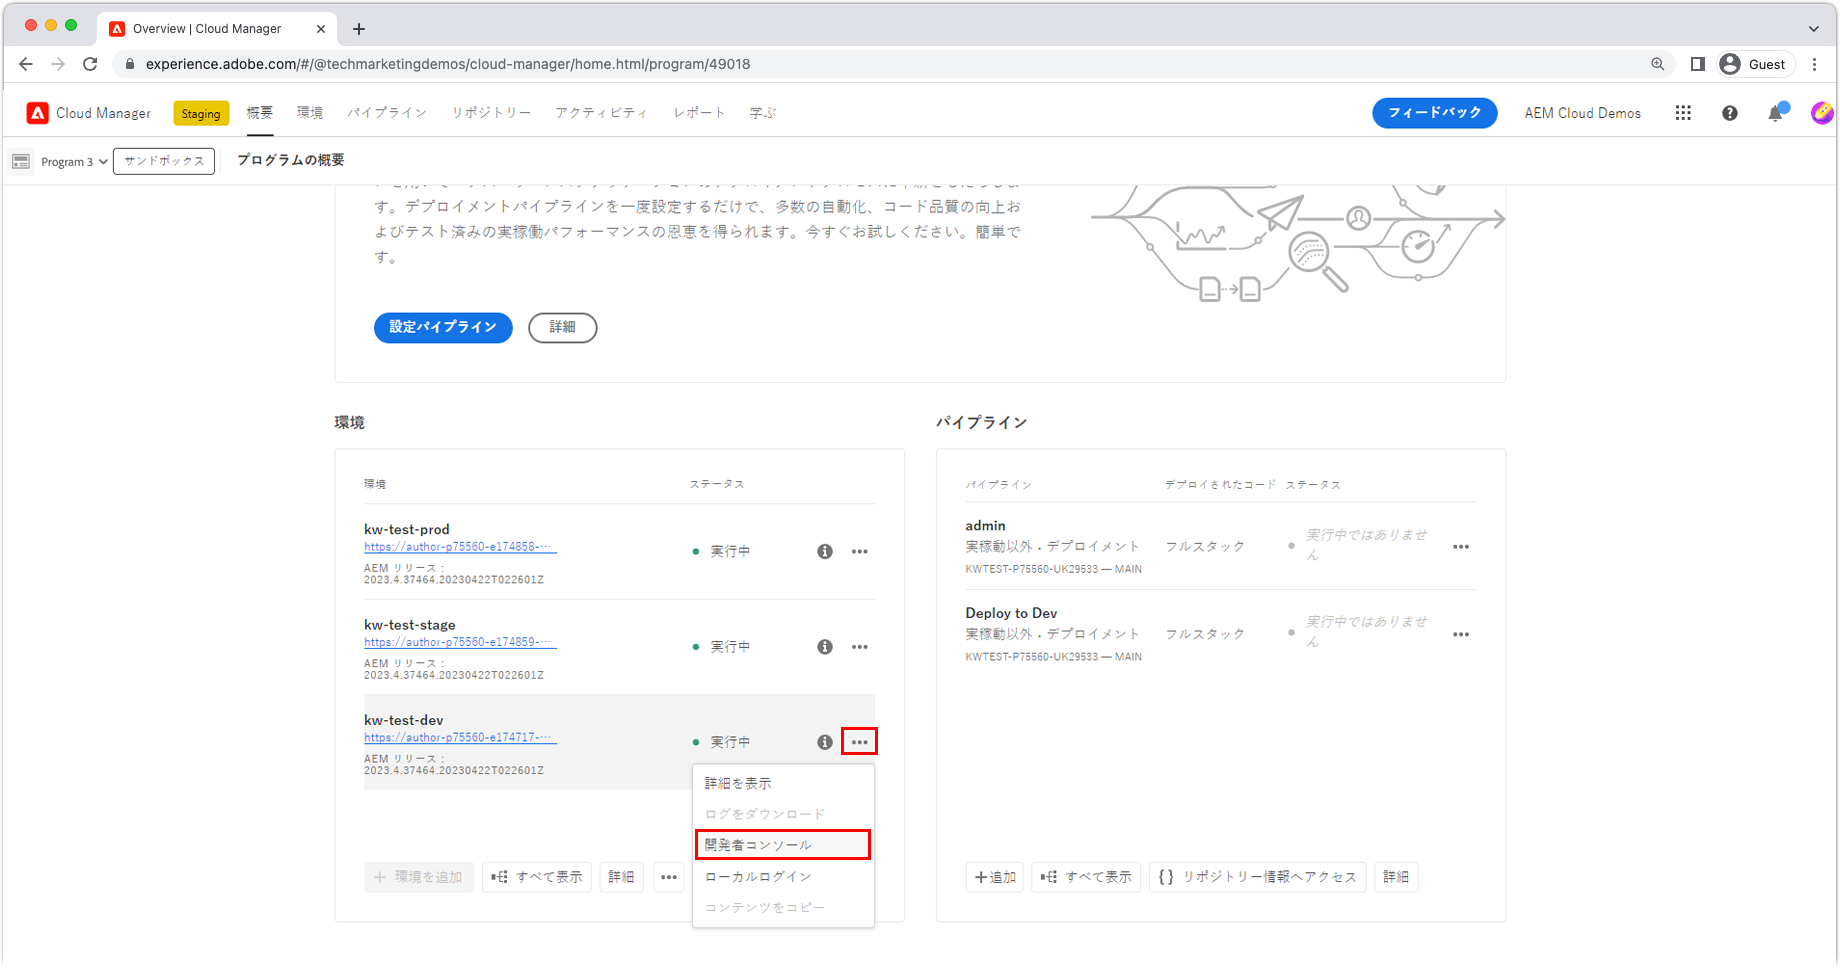 Overview | Cloud Manager
experience.adobe.com/#/@techmarketingdemos/cloud-manager/home.html/program/49018
Guest
Cloud Manager
Staging
概要
環境
パイプライン
リポジトリー
アクティビティ
レポート
学ぶ
フィードバック
AEM Cloud Demos
Program 3
サンドボックス
プログラムの概要
す。デプロイメントパイプラインを一度設定するだけで、多数の自動化、コード品質の向上お
よびテスト済みの実稼働パフォーマンスの恩恵を得られます。今すぐお試しください。簡単で
す。
設定パイプライン
詳細
環境
環境 ステータス
kw-test-prod
https://author-p75560-e174858-…
AEM リリース：
2023.4.37464.20230422T022601Z
実行中
kw-test-stage
https://author-p75560-e174859-…
AEM リリース：
2023.4.37464.20230422T022601Z
実行中
kw-test-dev
https://author-p75560-e174717-…
AEM リリース：
2023.4.37464.20230422T022601Z
実行中
詳細を表示
ログをダウンロード
開発者コンソール
ローカルログイン
コンテンツをコピー
環境を追加
すべて表示
詳細
パイプライン
パイプライン デプロイされたコード ステータス
admin
実稼動以外・デプロイメント
KWTEST-P75560-UK29533 — MAIN
フルスタック
実行中ではありませ
ん
Deploy to Dev
実稼動以外・デプロイメント
KWTEST-P75560-UK29533 — MAIN
フルスタック
実行中ではありませ
ん
追加
すべて表示
リポジトリー情報へアクセス
詳細